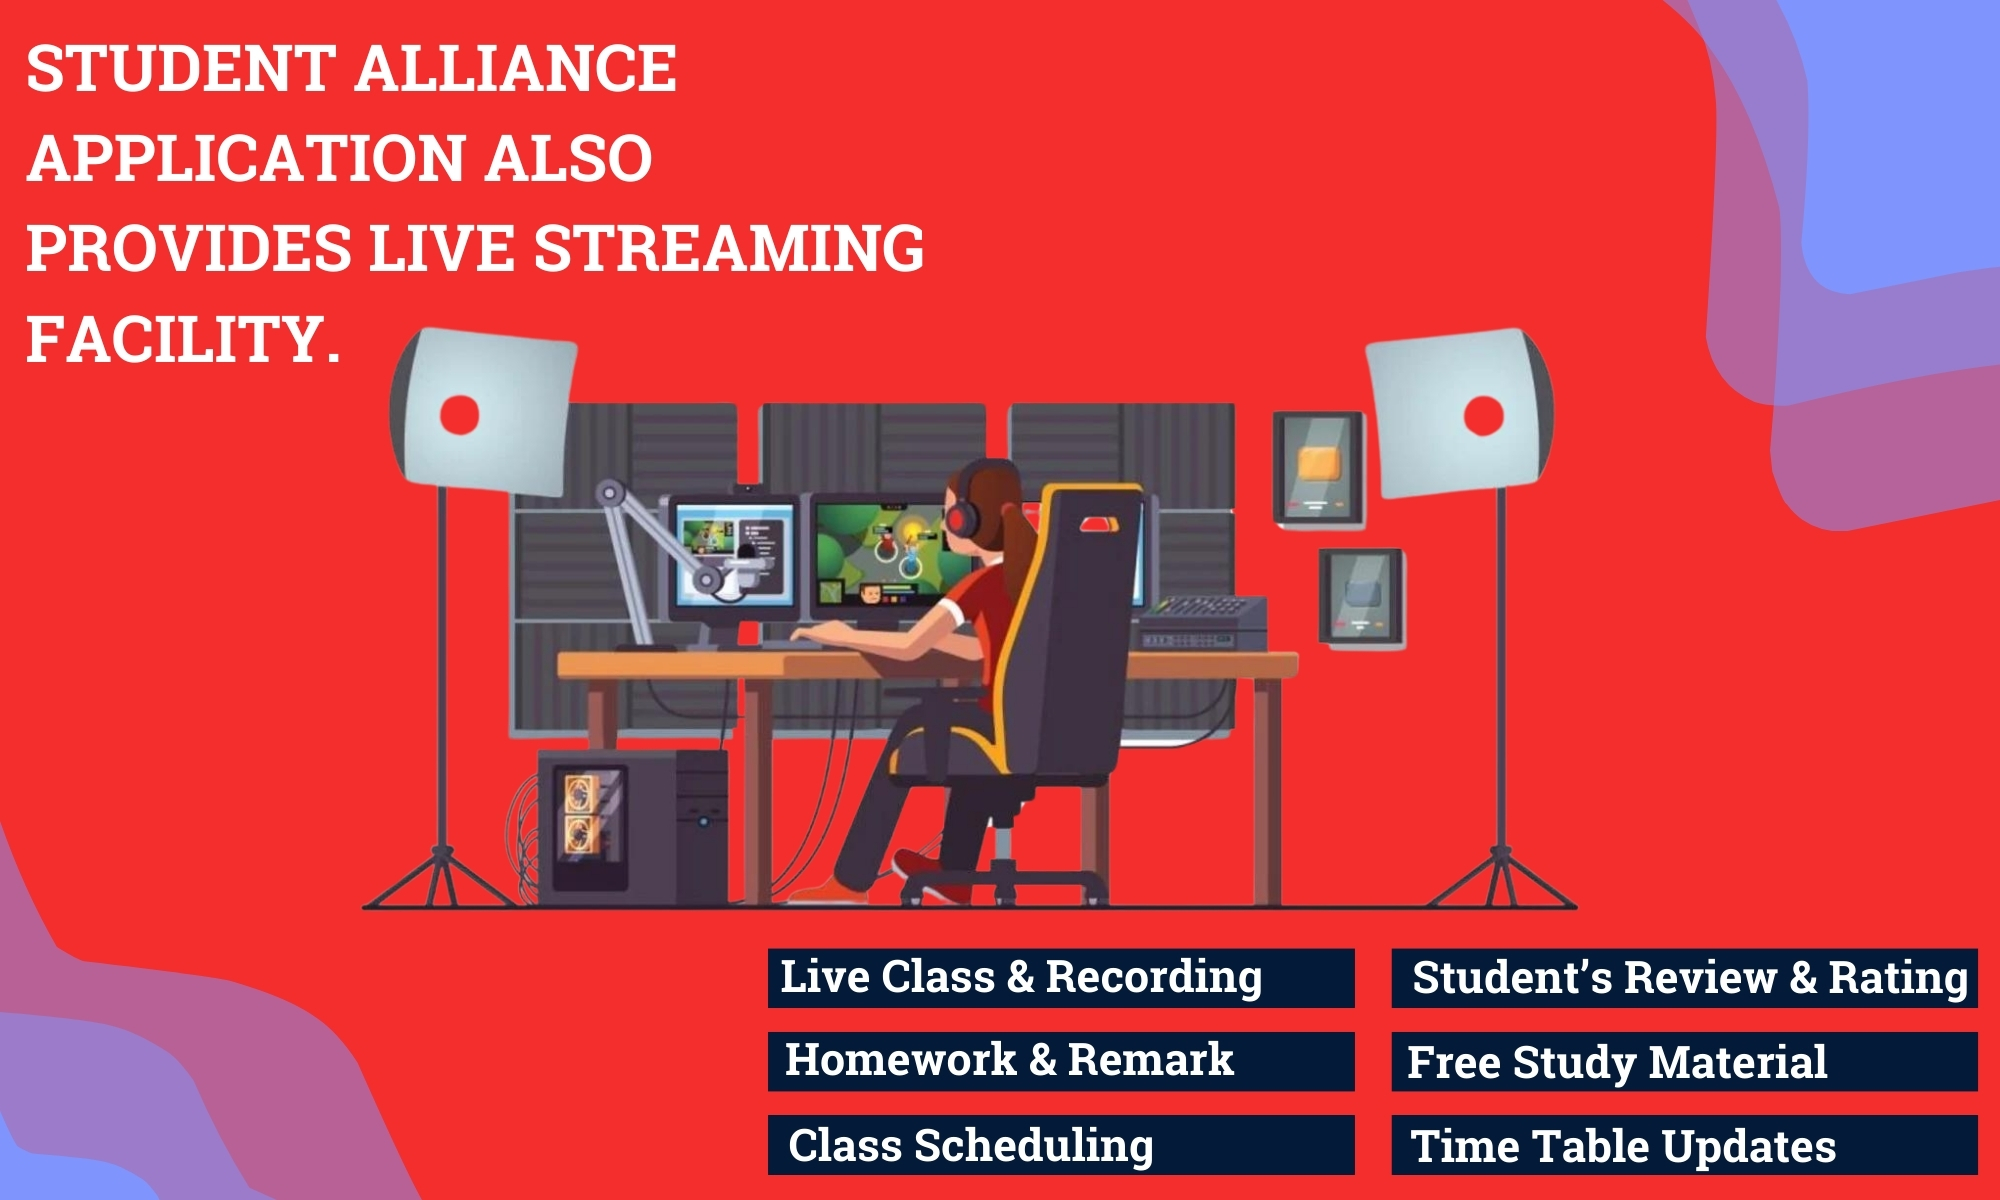 STUDENT ALLIANCE
APPLICATION ALSO
PROVIDES LIVE STREAMING
FACILITY.
Live Class & Recording
Student’s Review & Rating
Homework & Remark
Free Study Material
Class Scheduling
Time Table Updates